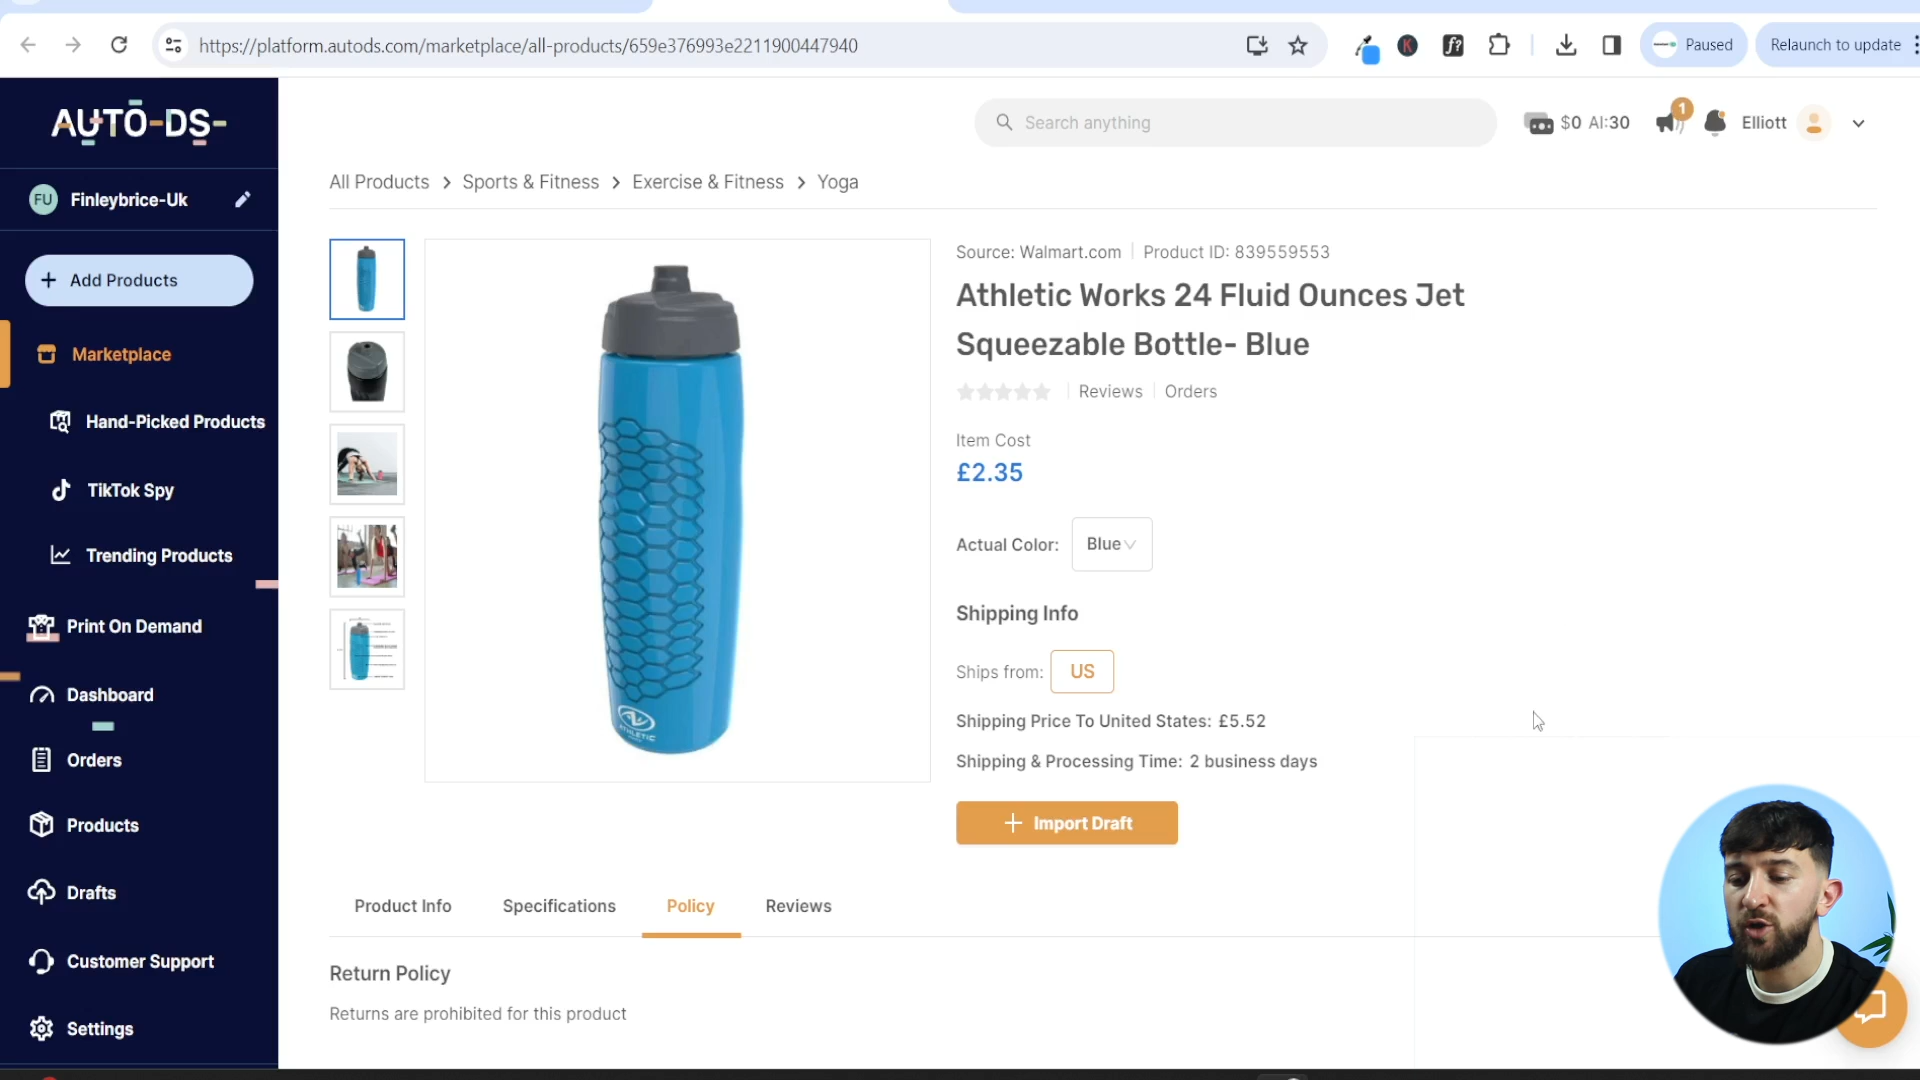 https://platform.autods.com/marketplace/all-products/659e376993e2211900447940
Paused
Relaunch to update
AUTO-DS-
Search anything
$0 AI:30
1
Elliott
FU Finleybrice-Uk
Add Products
Marketplace
Hand-Picked Products
TikTok Spy
Trending Products
Print On Demand
Dashboard
Orders
Products
Drafts
Customer Support
Settings
All Products > Sports & Fitness > Exercise & Fitness > Yoga
Source: Walmart.com
Product ID: 839559553
Athletic Works 24 Fluid Ounces Jet
Squeezable Bottle- Blue
Reviews
Orders
Item Cost
£2.35
Actual Color: Blue
Shipping Info
Ships from: US
Shipping Price To United States: £5.52
Shipping & Processing Time: 2 business days
+ Import Draft
Product Info
Specifications
Policy
Reviews
Return Policy
Returns are prohibited for this product
ATHLETIC